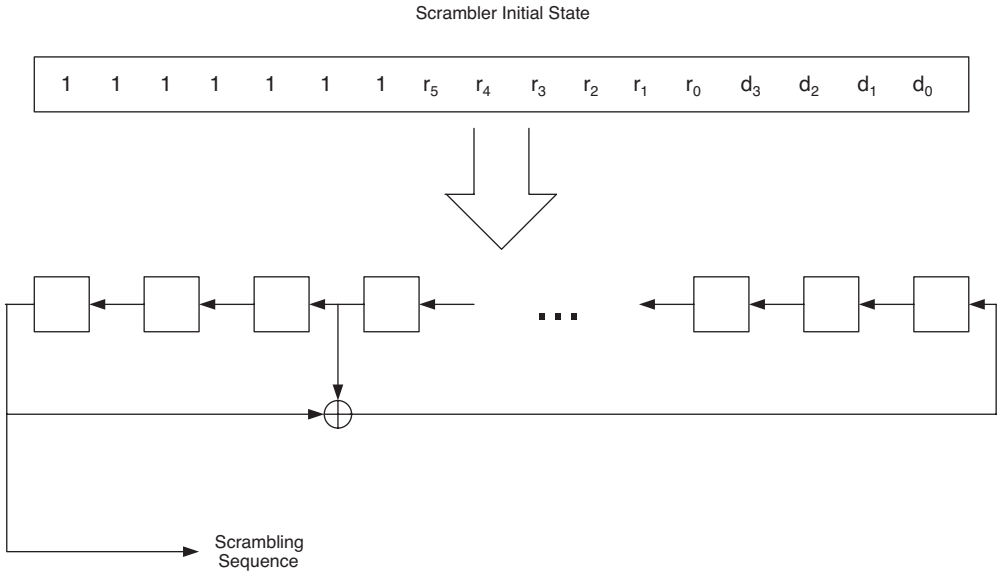 Scrambler Initial State
1 1 1 1 1 1 1 r₅ r₄ r₃ r₂ r₁ r₀ d₃ d₂ d₁ d₀
Scrambling
Sequence